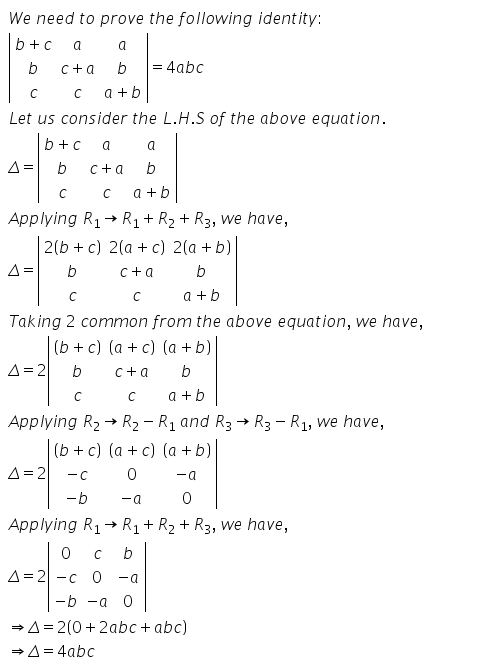 We need to prove the following identity:
| b + c   a   a |
| b   c + a   b | = 4abc
| c   c   a + b |
Let us consider the L.H.S of the above equation.
| b + c   a   a |
Δ = | b   c + a   b |
| c   c   a + b |
Applying R₁ → R₁ + R₂ + R₃, we have,
| 2(b + c)   2(a + c)   2(a + b) |
Δ = | b   c + a   b |
| c   c   a + b |
Taking 2 common from the above equation, we have,
| (b + c)   (a + c)   (a + b) |
Δ = 2 | b   c + a   b |
| c   c   a + b |
Applying R₂ → R₂ − R₁ and R₃ → R₃ − R₁, we have,
| (b + c)   (a + c)   (a + b) |
Δ = 2 | −c   0   −a |
| −b   −a   0 |
Applying R₁ → R₁ + R₂ + R₃, we have,
| 0   c   b |
Δ = 2 | −c   0   −a |
| −b   −a   0 |
⇒ Δ = 2(0 + 2abc + abc)
⇒ Δ = 4abc